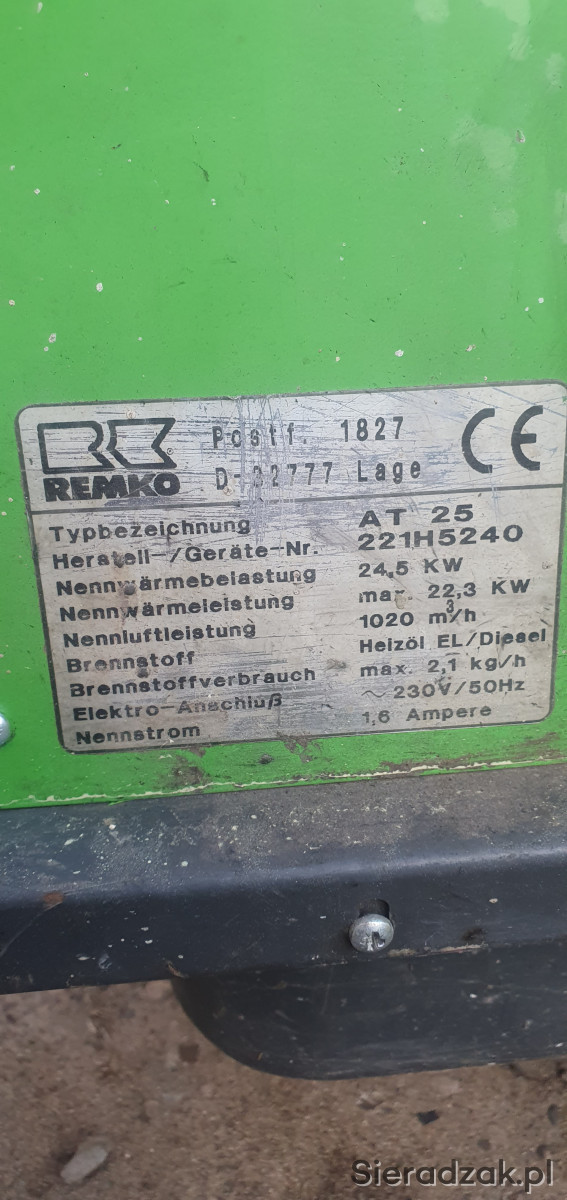 REMKO
Postf. 1827
D-32777 Lage
CE
Typbezeichnung AT 25
Herstell-/Geräte-Nr. 221H5240
Nennwärmebelastung 24,5 KW
Nennwärmeleistung max. 22,3 KW
Nennluftleistung 1020 m³/h
Brennstoff Heizöl EL/Diesel
Brennstoffverbrauch max. 2,1 kg/h
Elektro-Anschluß ~230V/50Hz
Nennstrom 1,6 Ampere
Sieradzak.pl